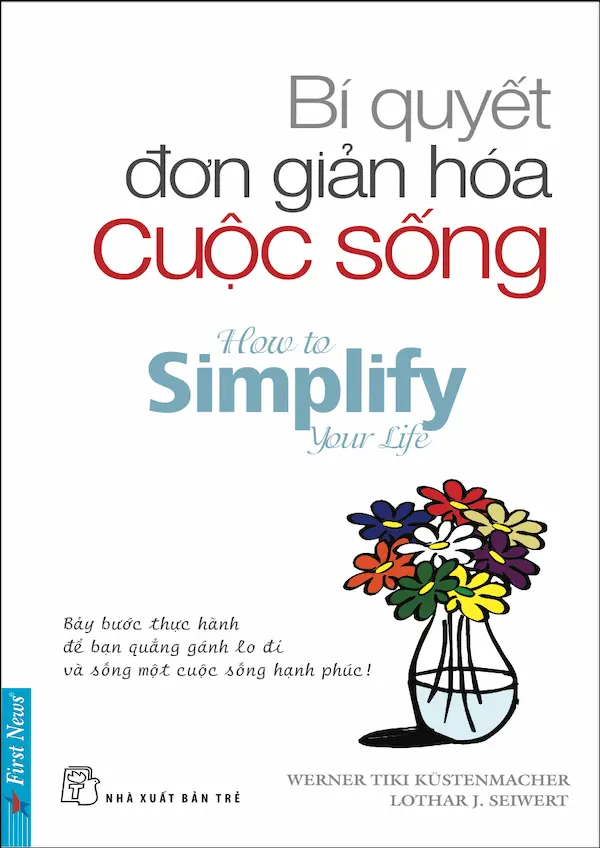 Bí quyết
đơn giản hóa
Cuộc sống
How to
Simplify
Your Life
Bảy bước thực hành
để bạn quẳng gánh lo đi
và sống một cuộc sống hạnh phúc!
First News®
NHÀ XUẤT BẢN TRẺ
WERNER TIKI KÜSTENMACHER
LOTHAR J. SEIWERT